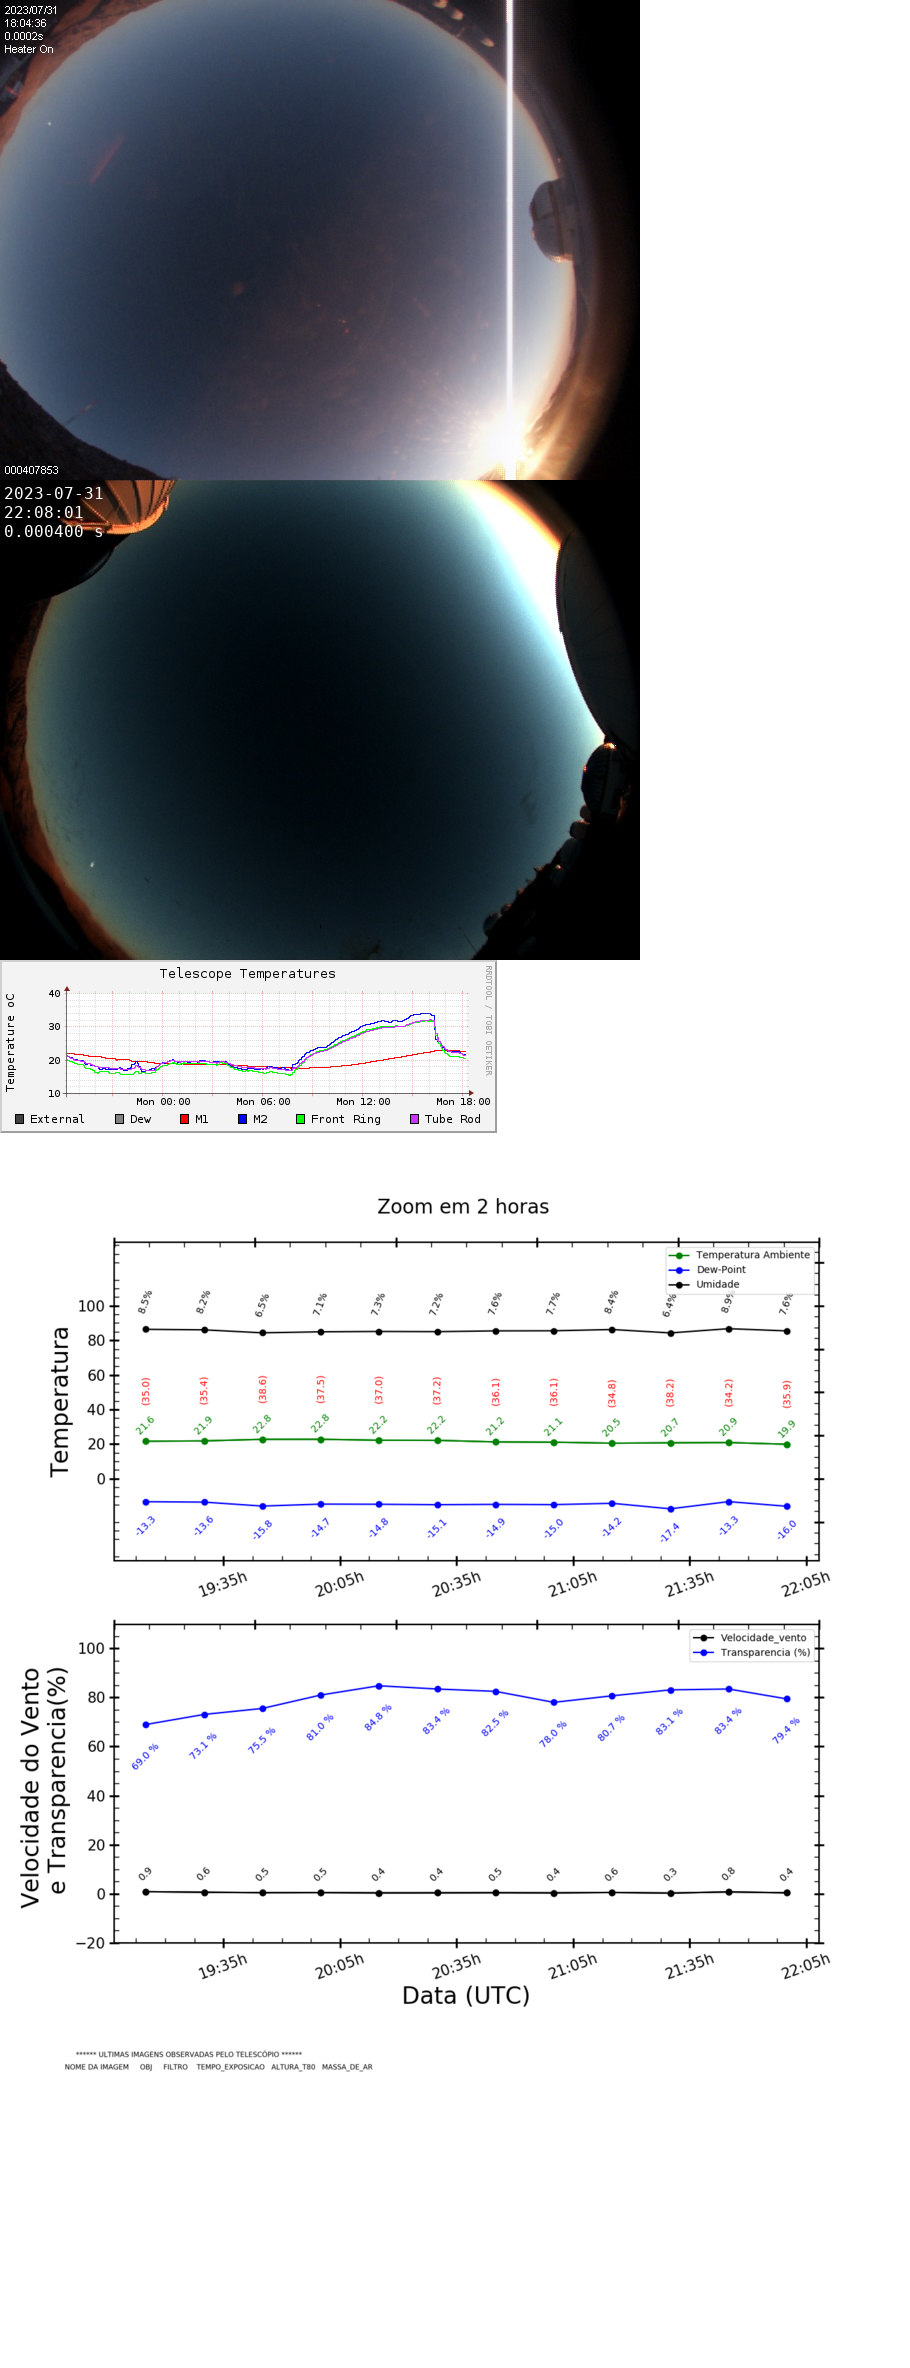 2023/07/31
18:04:36
0.0002s
Heater On
000407853
2023-07-31
22:08:01
0.000400 s
Telescope Temperatures
RRDTOOL / TOBI OETIKER
Temperature oC
40
30
20
10
Mon 00:00 Mon 06:00 Mon 12:00 Mon 18:00
External Dew M1 M2 Front Ring Tube Rod
Zoom em 2 horas
Temperatura Ambiente
Dew-Point
Umidade
Temperatura
100
80
60
40
20
0
8.5% 8.2% 6.5% 7.1% 7.3% 7.2% 7.6% 7.7% 8.4% 6.4% 8.9% 7.6%
(35.0) (35.4) (38.6) (37.5) (37.0) (37.2) (36.1) (36.1) (34.8) (38.2) (34.2) (35.9)
21.6 21.9 22.8 22.8 22.2 22.2 21.2 21.1 20.5 20.7 20.9 19.9
-13.3 -13.6 -15.8 -14.7 -14.8 -15.1 -14.9 -15.0 -14.2 -17.4 -13.3 -16.0
19:35h 20:05h 20:35h 21:05h 21:35h 22:05h
Velocidade_vento
Transparencia (%)
Velocidade do Vento
e Transparencia(%)
100
80
60
40
20
0
−20
69.0 % 73.1 % 75.5 % 81.0 % 84.8 % 83.4 % 82.5 % 78.0 % 80.7 % 83.1 % 83.4 % 79.4 %
0.9 0.6 0.5 0.5 0.4 0.4 0.5 0.4 0.6 0.3 0.8 0.4
19:35h 20:05h 20:35h 21:05h 21:35h 22:05h
Data (UTC)
****** ULTIMAS IMAGENS OBSERVADAS PELO TELESCÓPIO ******
NOME DA IMAGEM OBJ FILTRO TEMPO_EXPOSICAO ALTURA_T80 MASSA_DE_AR